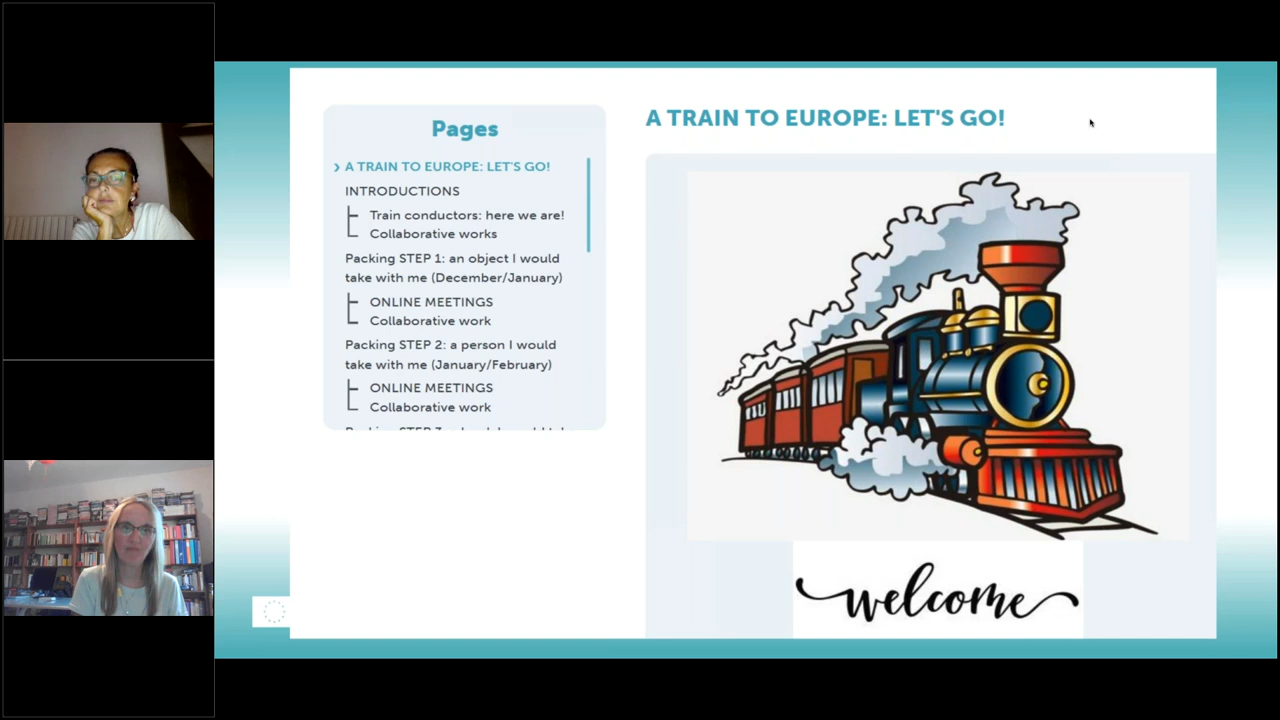 Pages
A TRAIN TO EUROPE: LET'S GO!
INTRODUCTIONS
Train conductors: here we are!
Collaborative works
Packing STEP 1: an object I would
take with me (December/January)
ONLINE MEETINGS
Collaborative work
Packing STEP 2: a person I would
take with me (January/February)
ONLINE MEETINGS
Collaborative work
A TRAIN TO EUROPE: LET'S GO!
welcome